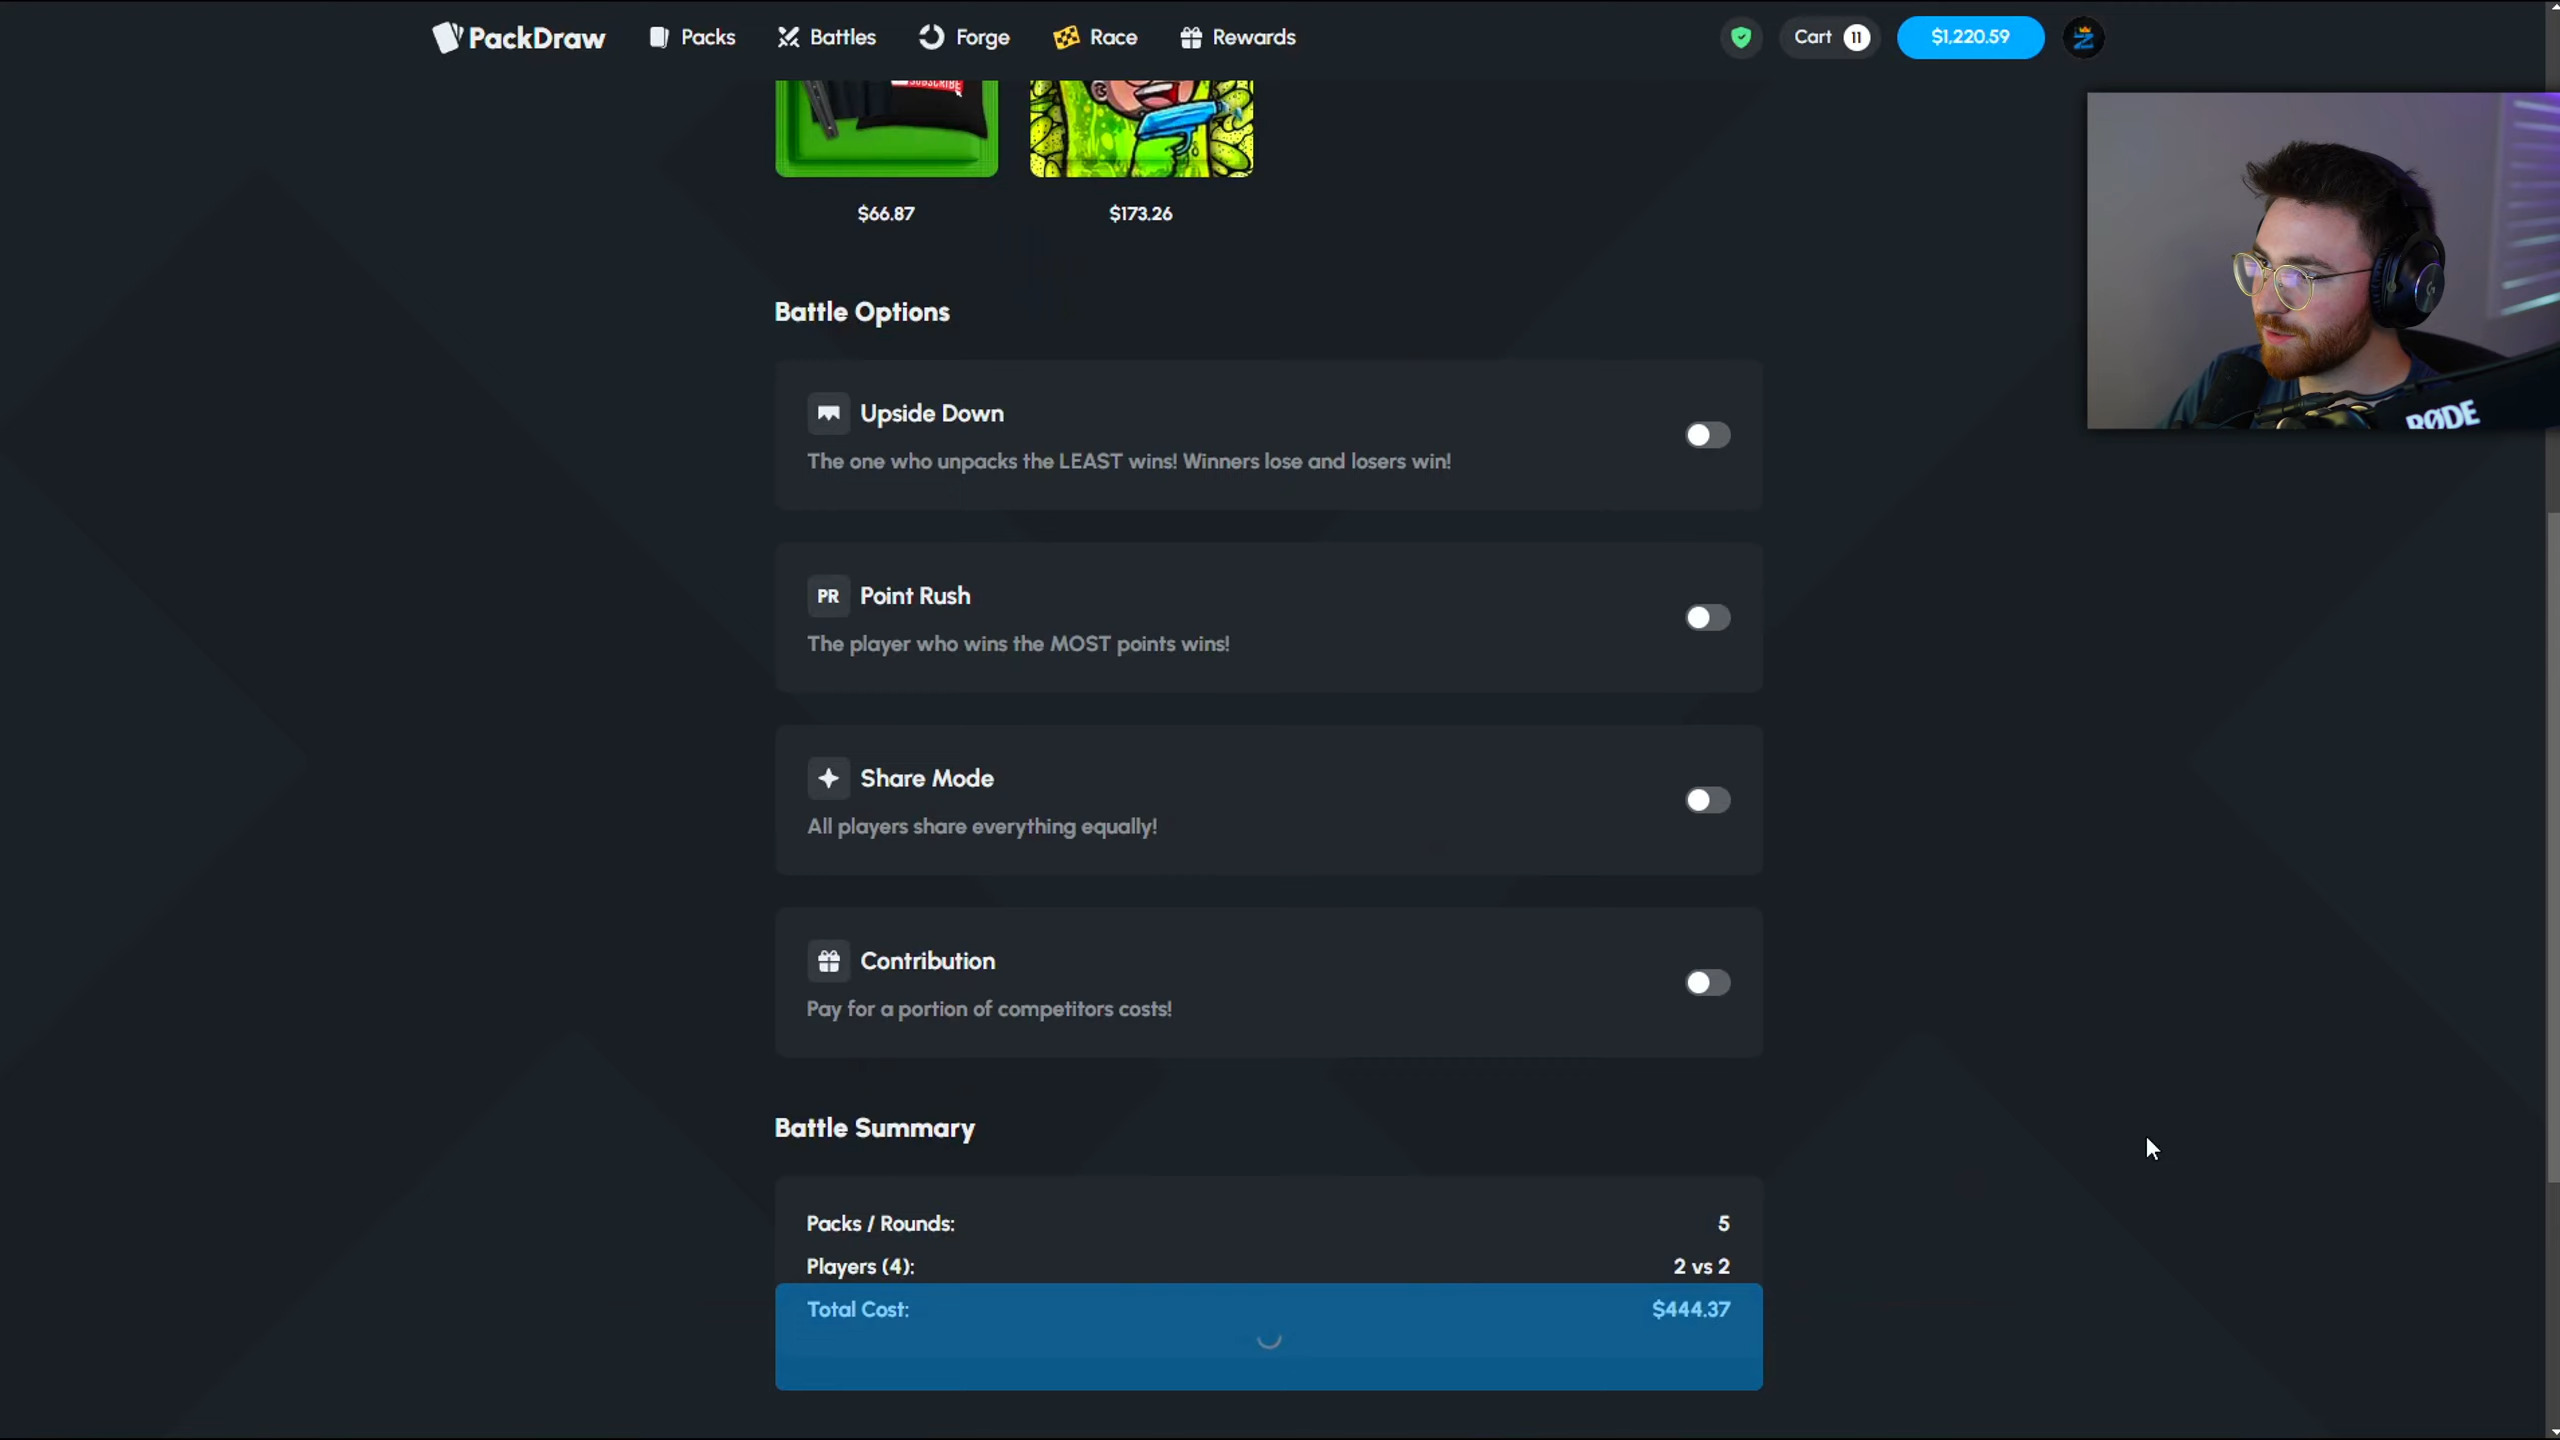 PackDraw
Packs
Battles
Forge
Race
Rewards
Cart 11
$1,220.59
SUBSCRIBE
$66.87
$173.26
Battle Options
Upside Down
The one who unpacks the LEAST wins! Winners lose and losers win!
PR Point Rush
The player who wins the MOST points wins!
Share Mode
All players share everything equally!
Contribution
Pay for a portion of competitors costs!
Battle Summary
Packs / Rounds: 5
Players (4): 2 vs 2
Total Cost: $444.37
RØDE